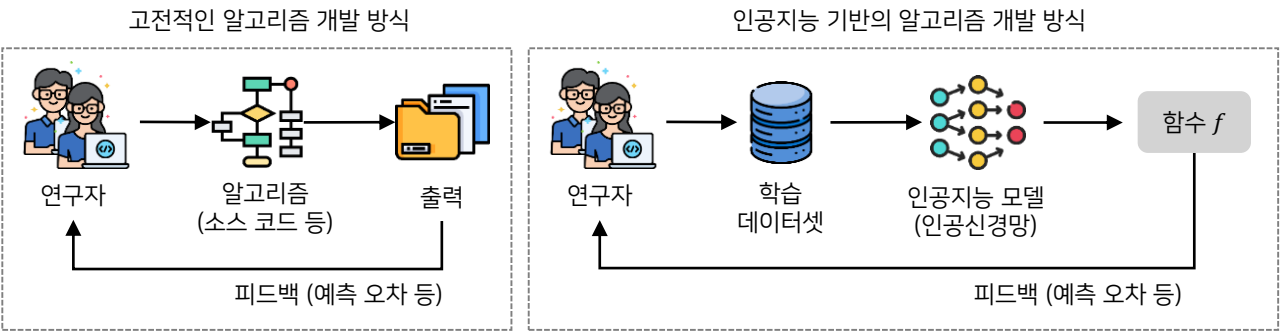 고전적인 알고리즘 개발 방식
연구자
알고리즘
(소스 코드 등)
출력
피드백 (예측 오차 등)
인공지능 기반의 알고리즘 개발 방식
연구자
학습
데이터셋
인공지능 모델
(인공신경망)
함수 f
피드백 (예측 오차 등)